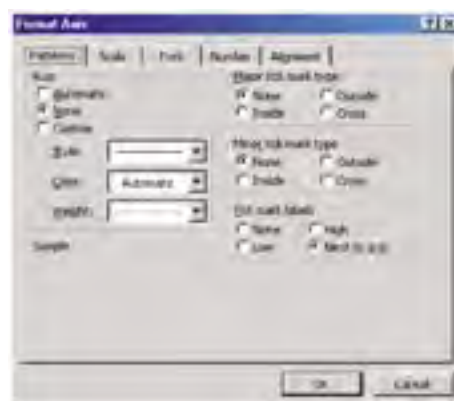 Format Axis
Patterns Scale Font Number Alignment
Axis
Automatic
None
Custom
Style:
Color: Automatic
Weight:
Sample
Major tick mark type
None Outside
Inside Cross
Minor tick mark type
None Outside
Inside Cross
Tick mark labels
None High
Low Next to axis
OK Cancel